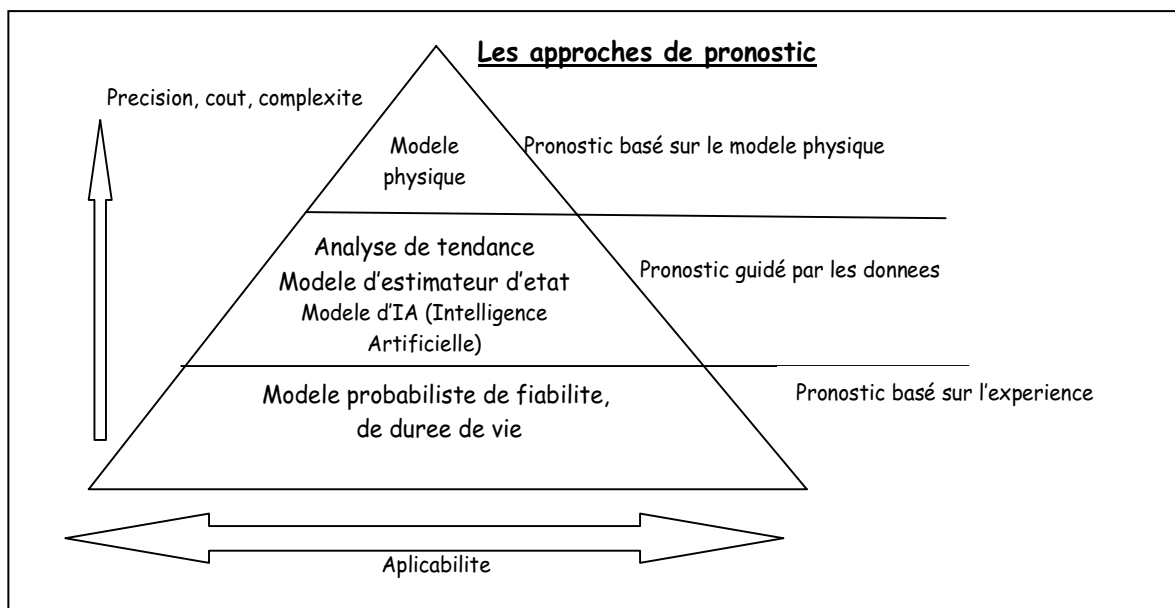 Les approches de pronostic
Precision, cout, complexite
Modele
physique
Pronostic basé sur le modele physique
Analyse de tendance
Modele d’estimateur d’etat
Modele d’IA (Intelligence
Artificielle)
Pronostic guidé par les donnees
Modele probabiliste de fiabilite,
de duree de vie
Pronostic basé sur l’experience
Aplicabilite